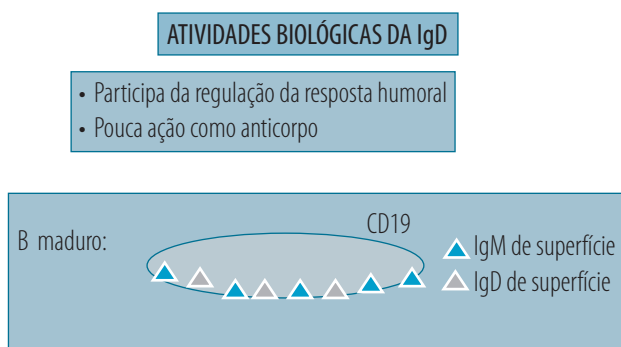 ATIVIDADES BIOLÓGICAS DA IgD
• Participa da regulação da resposta humoral
• Pouca ação como anticorpo
CD19
B maduro:
IgM de superfície
IgD de superfície